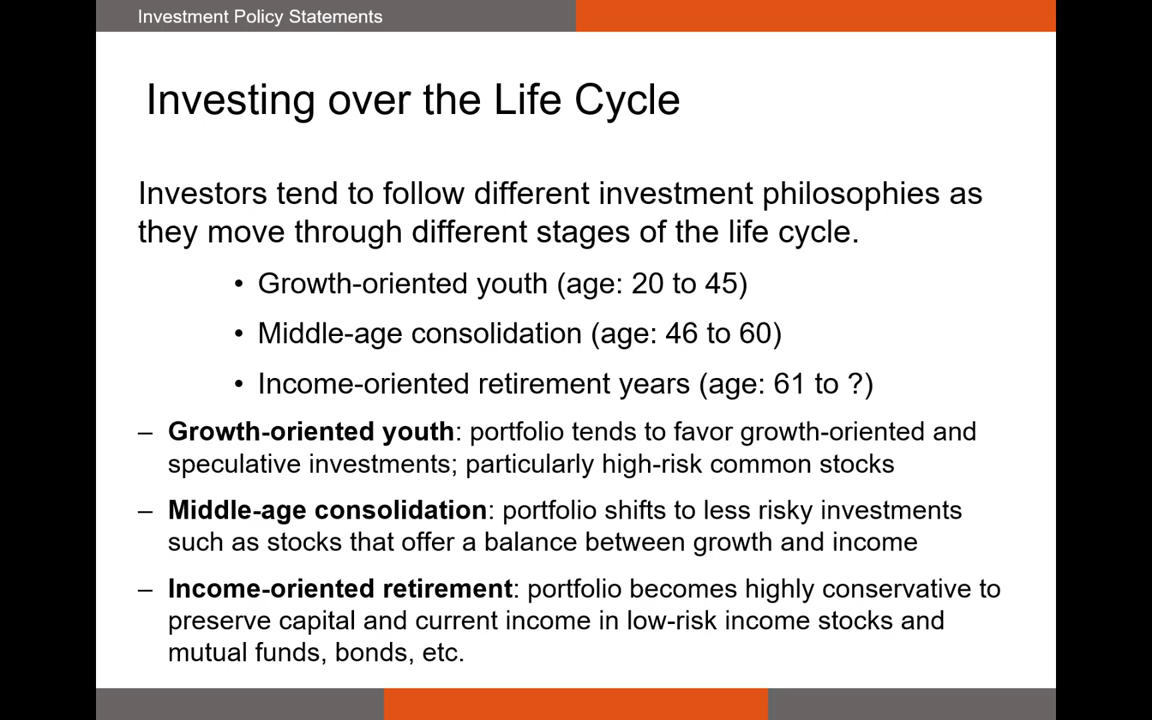 Investment Policy Statements
Investing over the Life Cycle
Investors tend to follow different investment philosophies as
they move through different stages of the life cycle.
• Growth-oriented youth (age: 20 to 45)
• Middle-age consolidation (age: 46 to 60)
• Income-oriented retirement years (age: 61 to ?)
– Growth-oriented youth: portfolio tends to favor growth-oriented and
speculative investments; particularly high-risk common stocks
– Middle-age consolidation: portfolio shifts to less risky investments
such as stocks that offer a balance between growth and income
– Income-oriented retirement: portfolio becomes highly conservative to
preserve capital and current income in low-risk income stocks and
mutual funds, bonds, etc.